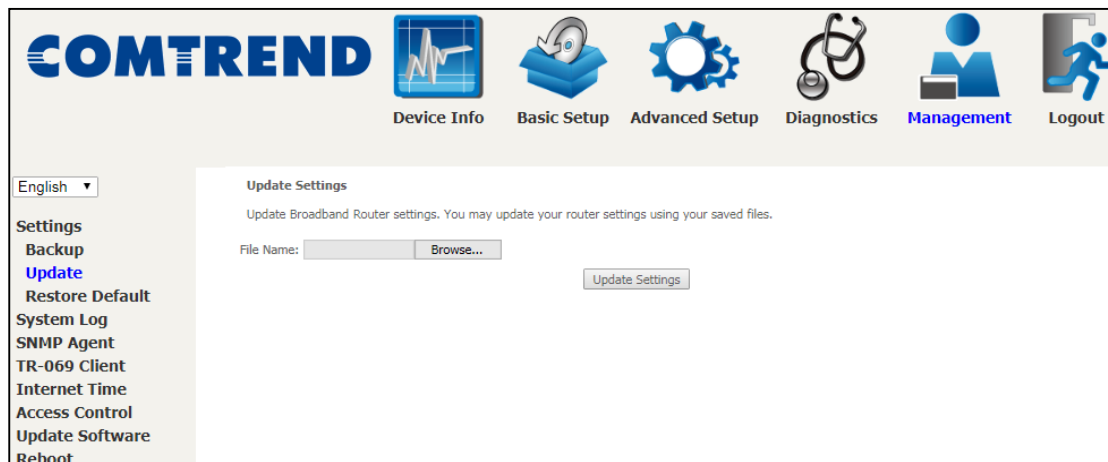 COMTREND
Device Info
Basic Setup
Advanced Setup
Diagnostics
Management
Logout
English
Settings
Backup
Update
Restore Default
System Log
SNMP Agent
TR-069 Client
Internet Time
Access Control
Update Software
Reboot
Update Settings
Update Broadband Router settings. You may update your router settings using your saved files.
File Name: Browse...
Update Settings